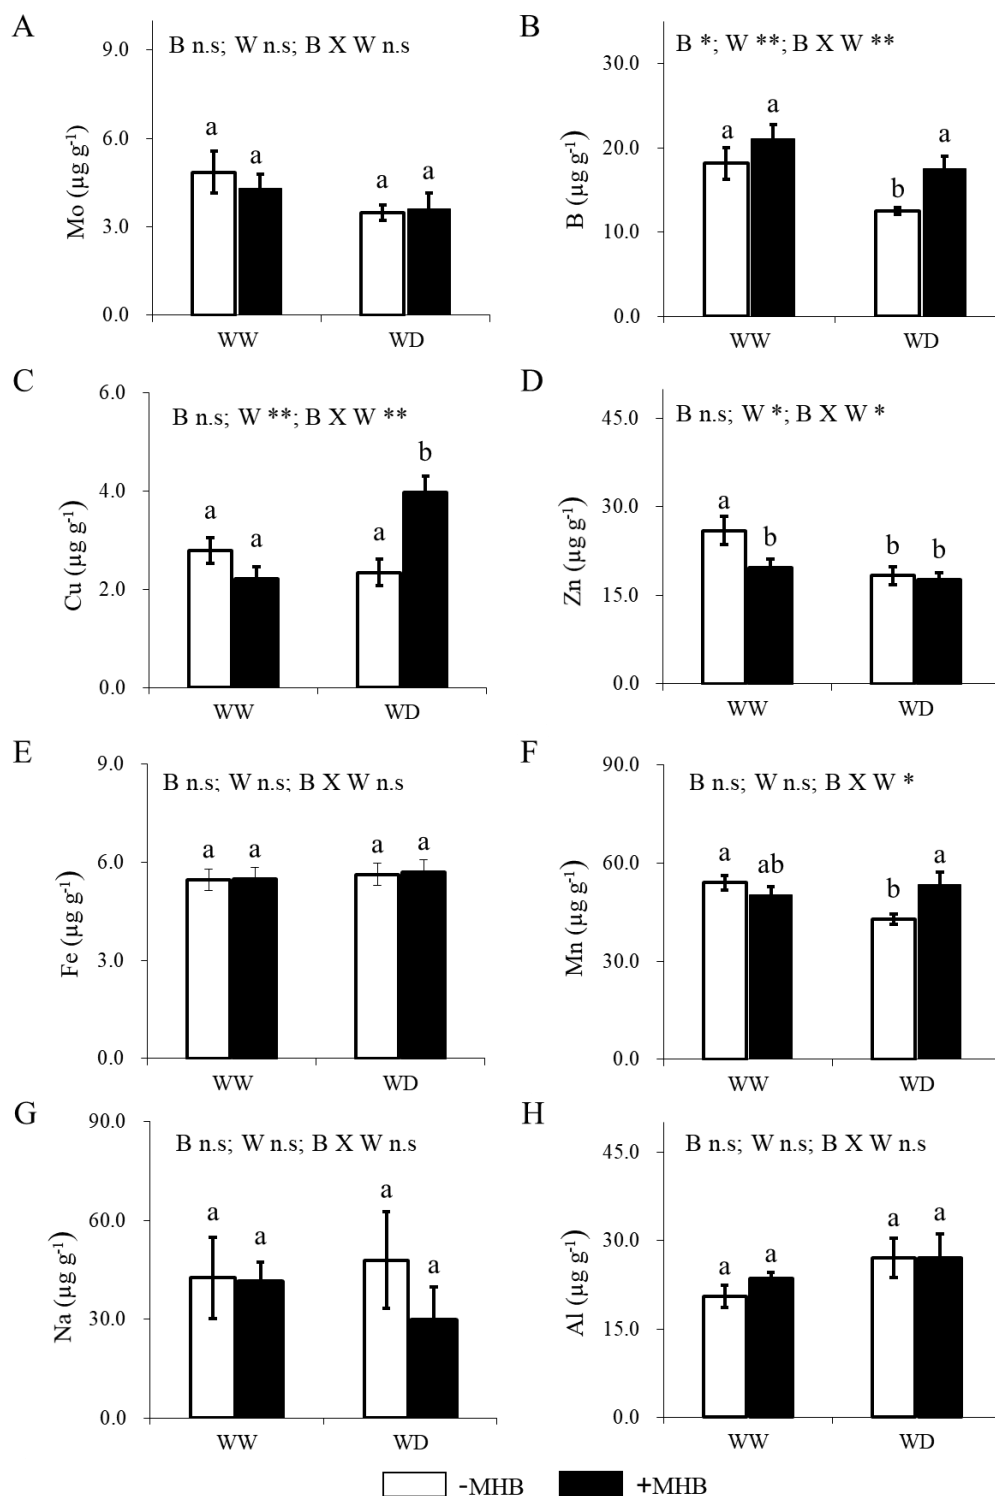 A
B n.s; W n.s; B X W n.s
Mo (µg g⁻¹)
9.0
6.0
3.0
0.0
a
a
a
a
WW
WD
B
B *; W **; B X W **
B (µg g⁻¹)
30.0
20.0
10.0
0.0
a
a
b
a
WW
WD
C
B n.s; W **; B X W **
Cu (µg g⁻¹)
6.0
4.0
2.0
0.0
a
a
a
b
WW
WD
D
B n.s; W *; B X W *
Zn (µg g⁻¹)
45.0
30.0
15.0
0.0
a
b
b
b
WW
WD
E
B n.s; W n.s; B X W n.s
Fe (µg g⁻¹)
9.0
6.0
3.0
0.0
a
a
a
a
WW
WD
F
B n.s; W n.s; B X W *
Mn (µg g⁻¹)
90.0
60.0
30.0
0.0
a
ab
b
a
WW
WD
G
B n.s; W n.s; B X W n.s
Na (µg g⁻¹)
90.0
60.0
30.0
0.0
a
a
a
a
WW
WD
H
B n.s; W n.s; B X W n.s
Al (µg g⁻¹)
45.0
30.0
15.0
0.0
a
a
a
a
WW
WD
-MHB
+MHB